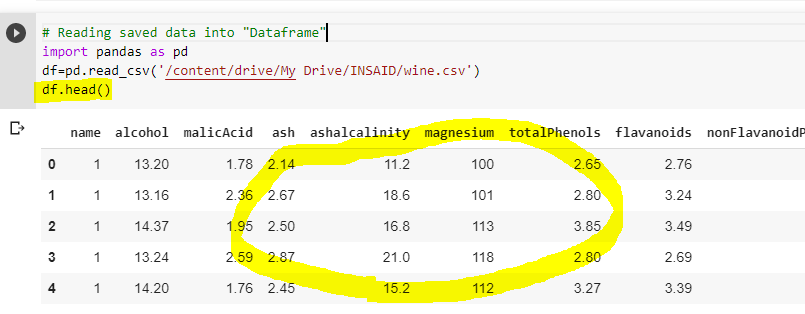 # Reading saved data into "Dataframe"
import pandas as pd
df=pd.read_csv('/content/drive/My Drive/INSAID/wine.csv')
df.head()
name alcohol malicAcid ash ashalcalinity magnesium totalPhenols flavanoids nonFlavanoidP
0 1 13.20 1.78 2.14 11.2 100 2.65 2.76
1 1 13.16 2.36 2.67 18.6 101 2.80 3.24
2 1 14.37 1.95 2.50 16.8 113 3.85 3.49
3 1 13.24 2.59 2.87 21.0 118 2.80 2.69
4 1 14.20 1.76 2.45 15.2 112 3.27 3.39